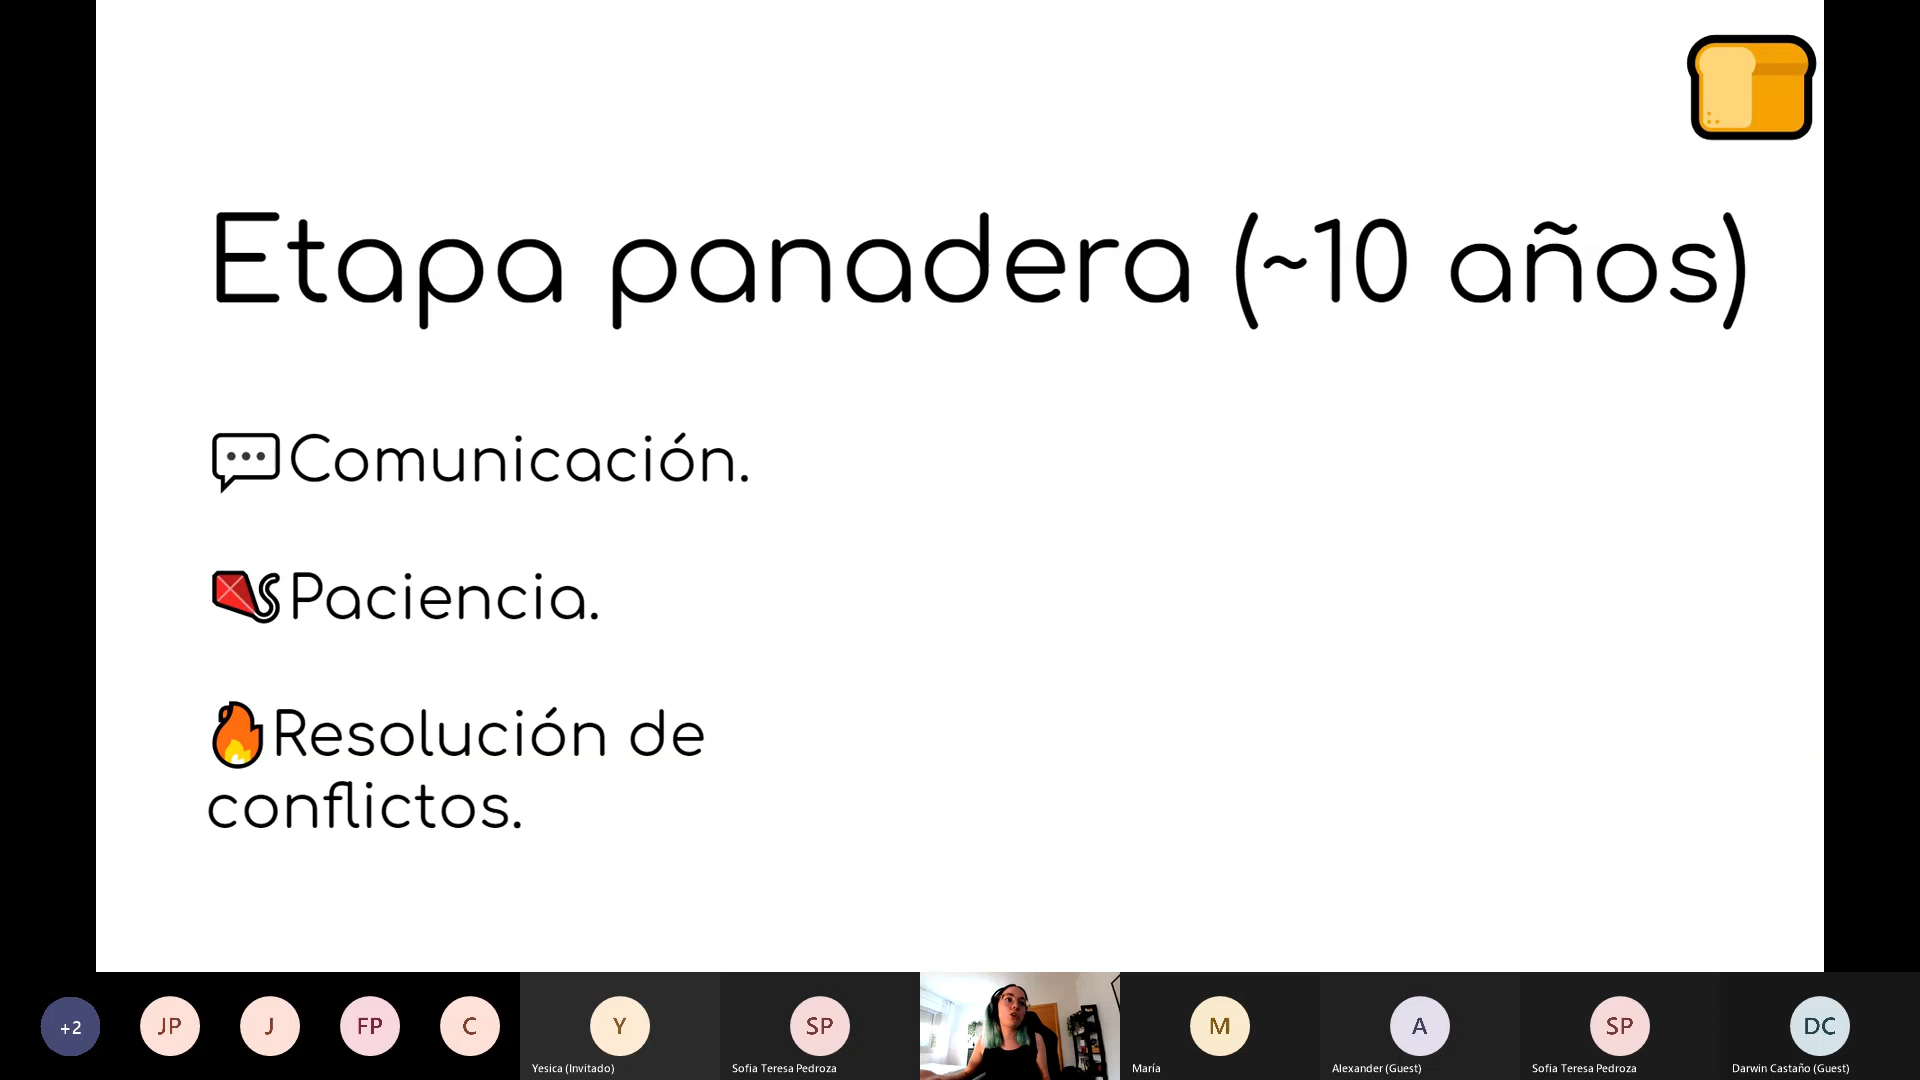 Etapa panadera (~10 años)
Comunicación.
Paciencia.
Resolución de
conflictos.
+2
JP
J
FP
C
Y
SP
M
A
SP
DC
Yesica (Invitado)
Sofia Teresa Pedroza
María
Alexander (Guest)
Sofia Teresa Pedroza
Darwin Castaño (Guest)